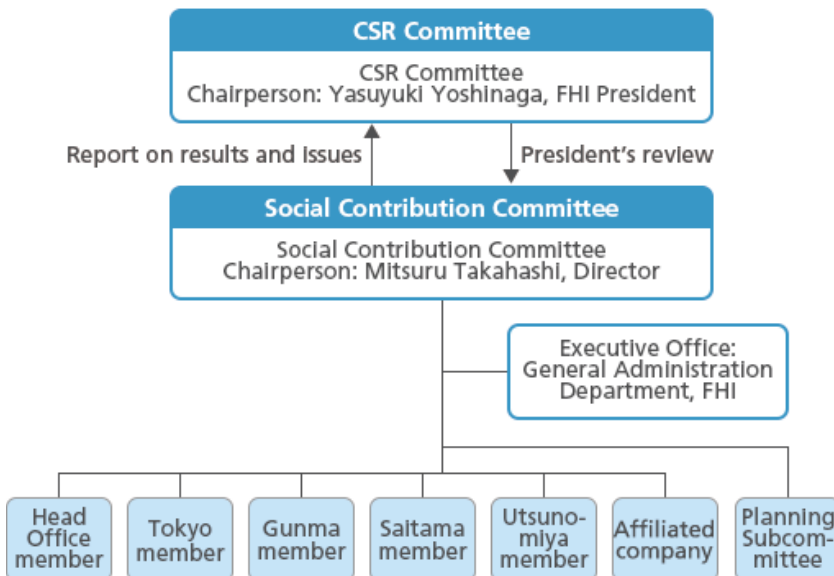 CSR Committee
CSR Committee
Chairperson: Yasuyuki Yoshinaga, FHI President
Report on results and issues
President's review
Social Contribution Committee
Social Contribution Committee
Chairperson: Mitsuru Takahashi, Director
Executive Office:
General Administration
Department, FHI
Head
Office
member
Tokyo
member
Gunma
member
Saitama
member
Utsuno-
miya
member
Affiliated
company
Planning
Subcom-
mittee